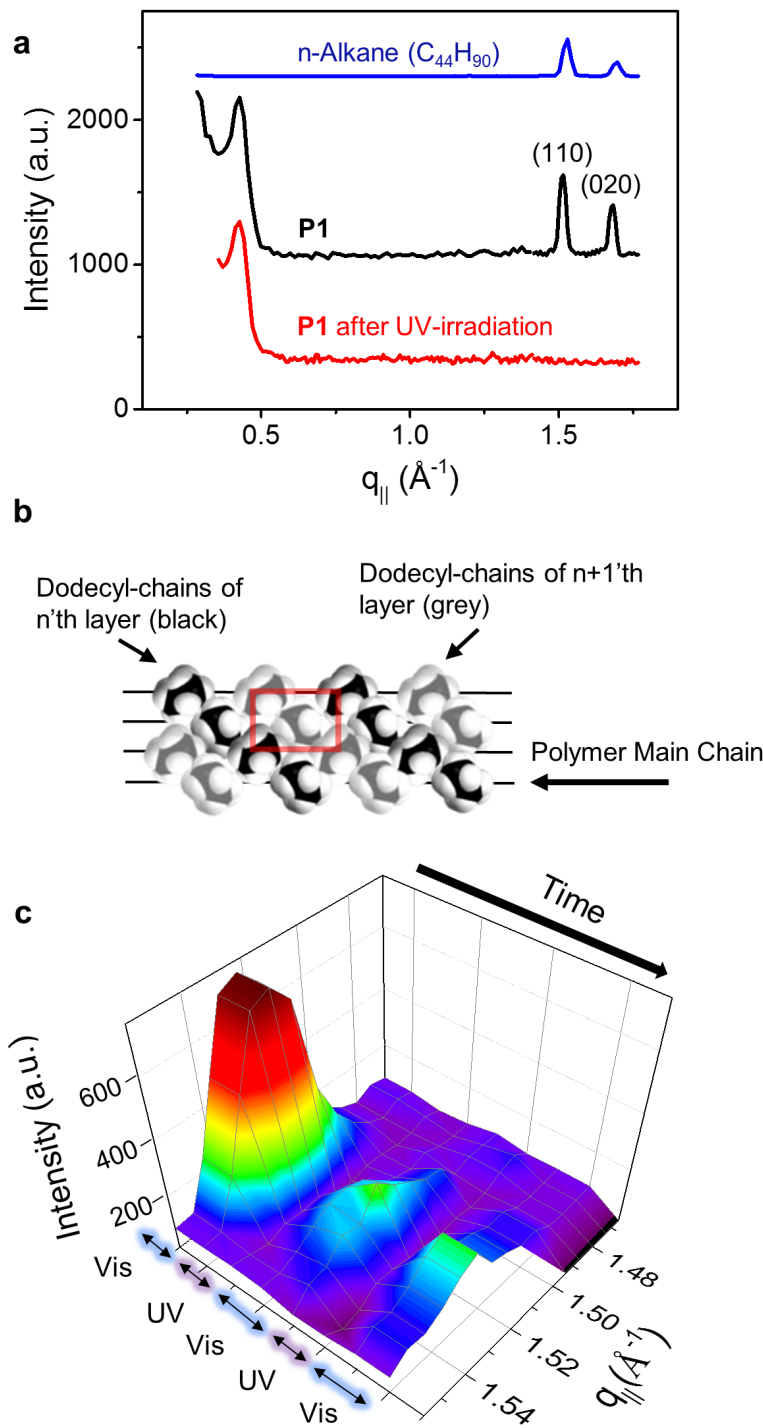 a
n-Alkane (C44H90)
2000
(110)
(020)
Intensity (a.u.)
P1
1000
P1 after UV-irradiation
0
0.5
1.0
1.5
q|| (Å-1)
b
Dodecyl-chains of
n'th layer (black)
Dodecyl-chains of n+1'th
layer (grey)
Polymer Main Chain
c
Time
Intensity (a.u.)
600
400
200
Vis
UV
Vis
UV
Vis
1.48
1.50
1.52
1.54
q||(Å-1)